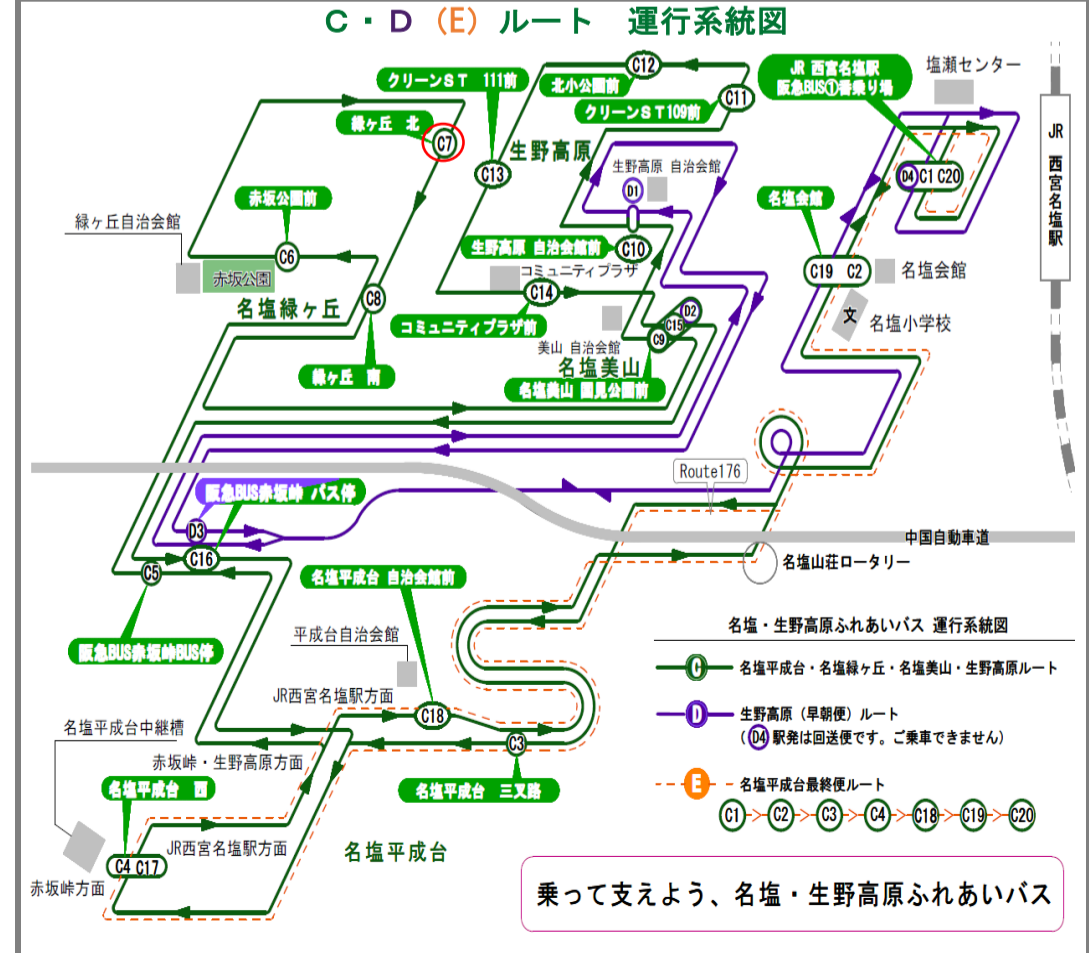 C・D（E）ルート 運行系統図
クリーンST 111前
北小公園前
クリーンST109前
JR 西宮名塩駅
阪急BUS①番乗り場
塩瀬センター
JR 西宮名塩駅
緑ヶ丘 北
C7
C12
C11
C13
生野高原
生野高原 自治会館
D1
D4 C1 C20
赤坂公園前
名塩会館
緑ヶ丘自治会館
C6
赤坂公園
名塩緑ヶ丘
生野高原 自治会館前
C10
C19 C2
名塩会館
コミュニティプラザ
C14
C8
コミュニティプラザ前
文
名塩小学校
D2
C15
C9
美山 自治会館
名塩美山
緑ヶ丘 南
名塩美山 国見公園前
Route176
阪急BUS赤坂峠 バス停
D3
C16
C5
中国自動車道
名塩山荘ロータリー
名塩平成台 自治会館前
阪急BUS赤坂峠BUS停
平成台自治会館
JR西宮名塩駅方面
C18
C3
名塩平成台中継槽
赤坂峠・生野高原方面
名塩平成台 西
名塩平成台 三叉路
JR西宮名塩駅方面
名塩平成台
C4 C17
赤坂峠方面
名塩・生野高原ふれあいバス 運行系統図
C 名塩平成台・名塩緑ヶ丘・名塩美山・生野高原ルート
D 生野高原（早朝便）ルート
（D4 駅発は回送便です。ご乗車できません）
E 名塩平成台最終便ルート
C1 > C2 > C3 > C4 > C18 > C19 > C20
乗って支えよう、名塩・生野高原ふれあいバス